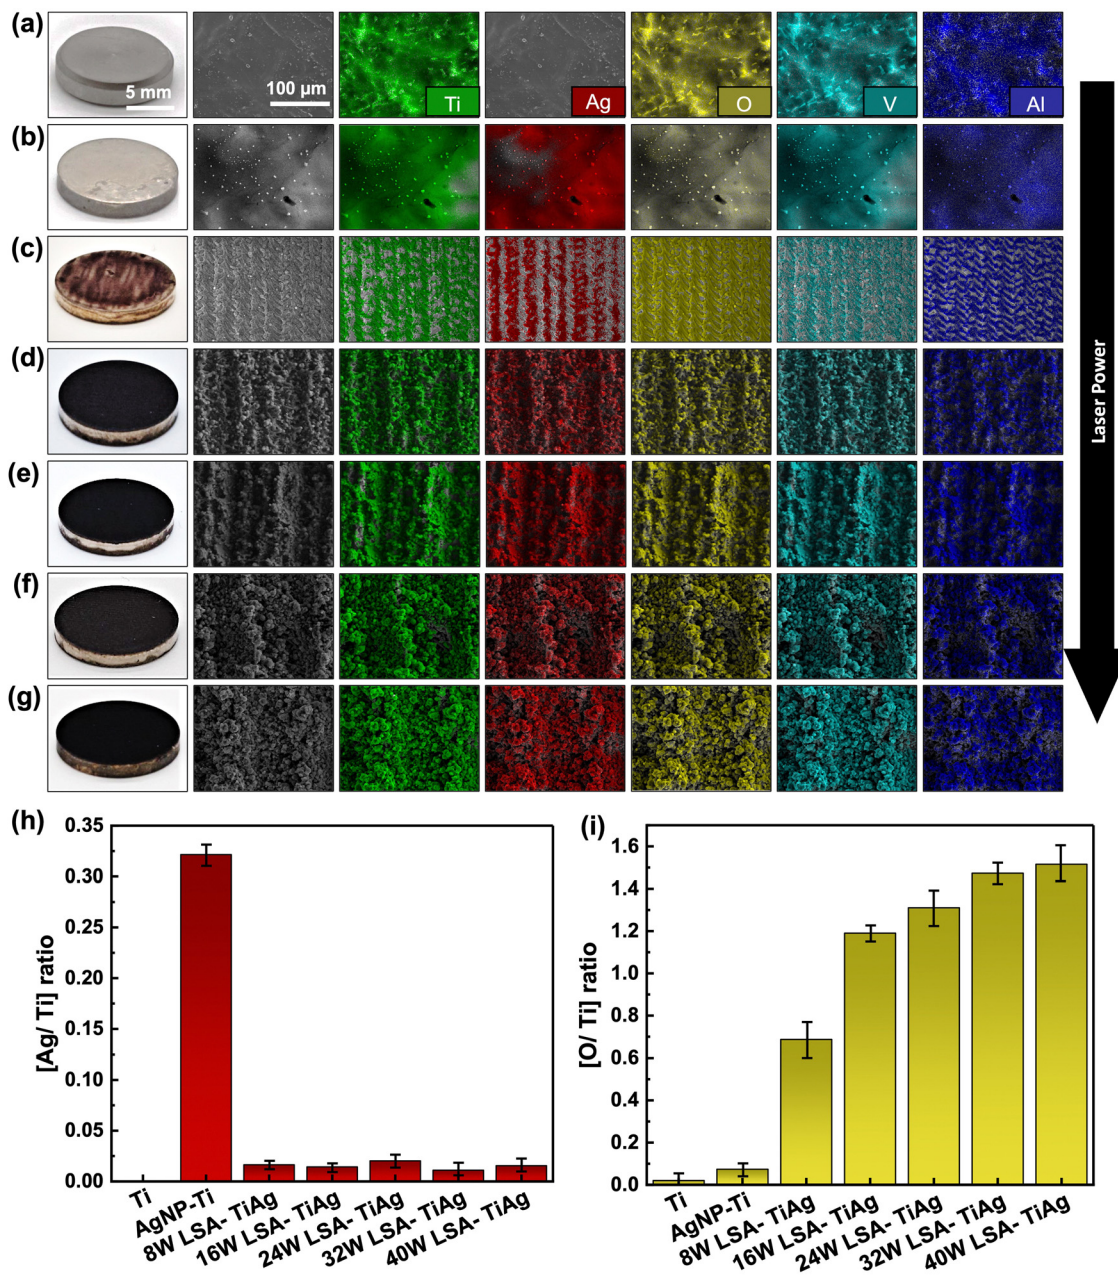 (a)
5 mm
100 µm
Ti
Ag
O
V
Al
(b)
(c)
(d)
(e)
(f)
(g)
Laser Power
(h)
[Ag/ Ti] ratio
0.35
0.30
0.25
0.20
0.15
0.10
0.05
0.00
Ti
AgNP-Ti
8W LSA- TiAg
16W LSA- TiAg
24W LSA- TiAg
32W LSA- TiAg
40W LSA- TiAg
(i)
[O/ Ti] ratio
1.6
1.4
1.2
1.0
0.8
0.6
0.4
0.2
0.0
Ti
AgNP-Ti
8W LSA- TiAg
16W LSA- TiAg
24W LSA- TiAg
32W LSA- TiAg
40W LSA- TiAg